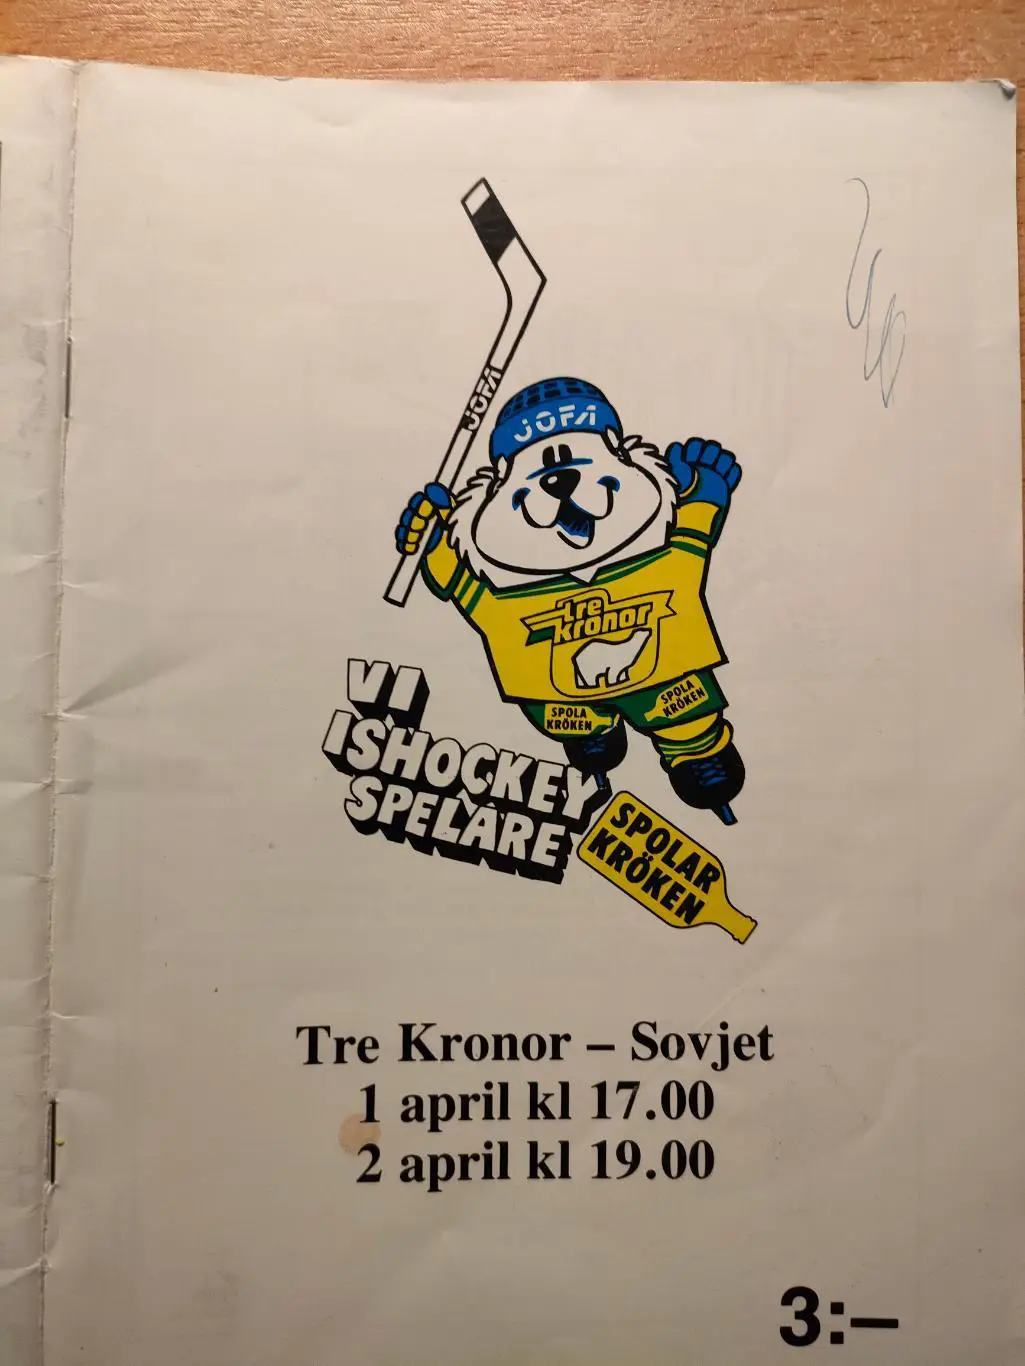 JOFA
JOFA
tre
kronor
SPOLA
KRÖKEN
SPOLA
KRÖKEN
VI
ISHOCKEY
SPELARE
SPOLAR
KRÖKEN
Tre Kronor – Sovjet
1 april kl 17.00
2 april kl 19.00
3:–